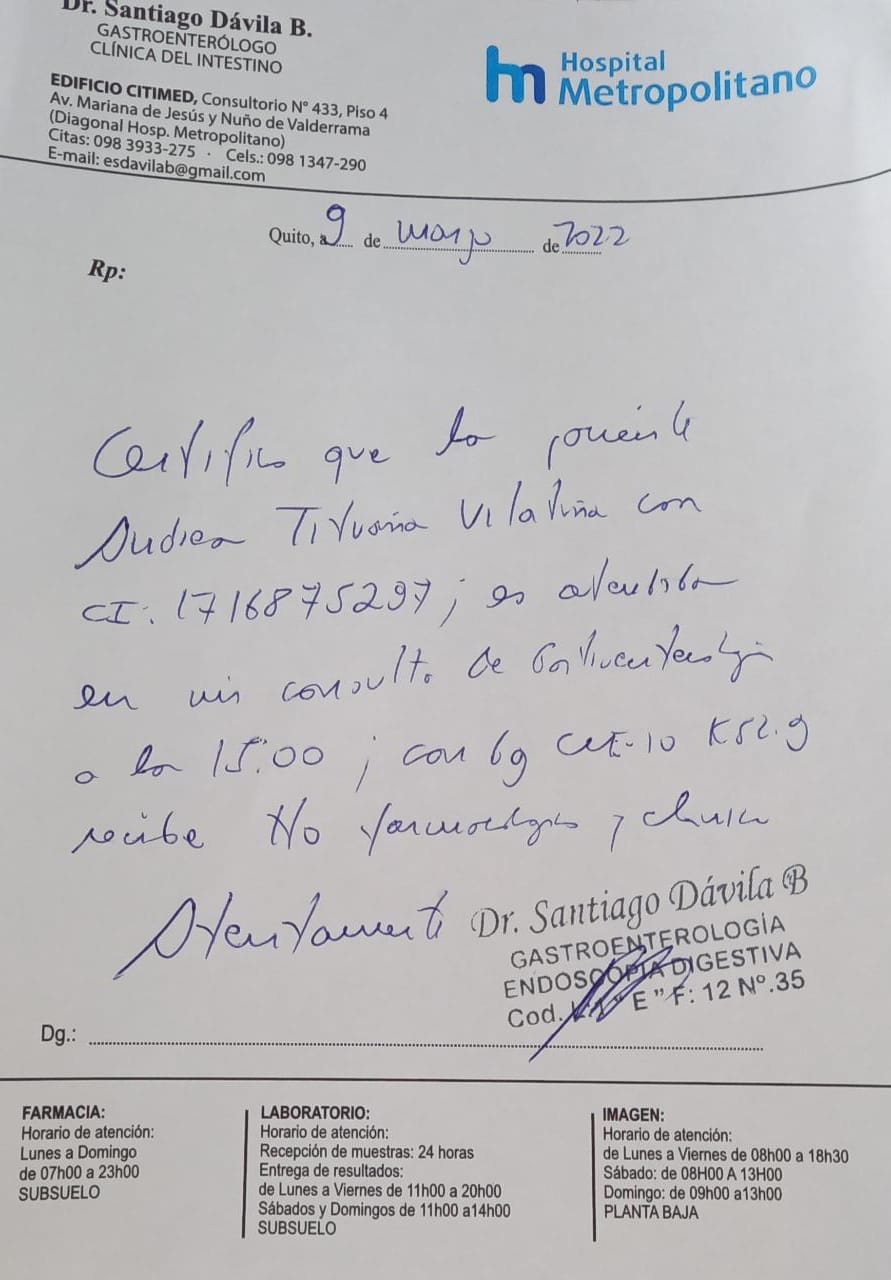 Dr. Santiago Dávila B.
GASTROENTERÓLOGO
CLÍNICA DEL INTESTINO
EDIFICIO CITIMED, Consultorio N° 433, Piso 4
Av. Mariana de Jesús y Nuño de Valderrama
(Diagonal Hosp. Metropolitano)
Citas: 098 3933-275 · Cels.: 098 1347-290
E-mail: esdavilab@gmail.com
hm Hospital
Metropolitano
Quito, a 9 de marzo de 2022
Rp:
Certifico que la paciente
Andrea Tituaña Vilatuña con
CI: 1716875297; es atendida
en mi consulta de Gastroenterología
a las 15:00; con CIE-10 K52.9
recibe farmacológico y
Atentamente
Dr. Santiago Dávila B
GASTROENTEROLOGÍA
ENDOSCOPIA DIGESTIVA
Cod. "E" F: 12 Nº.35
Dg.:
FARMACIA:
Horario de atención:
Lunes a Domingo
de 07h00 a 23h00
SUBSUELO
LABORATORIO:
Horario de atención:
Recepción de muestras: 24 horas
Entrega de resultados:
de Lunes a Viernes de 11h00 a 20h00
Sábados y Domingos de 11h00 a14h00
SUBSUELO
IMAGEN:
Horario de atención:
de Lunes a Viernes de 08h00 a 18h30
Sábado: de 08H00 A 13H00
Domingo: de 09h00 a13h00
PLANTA BAJA